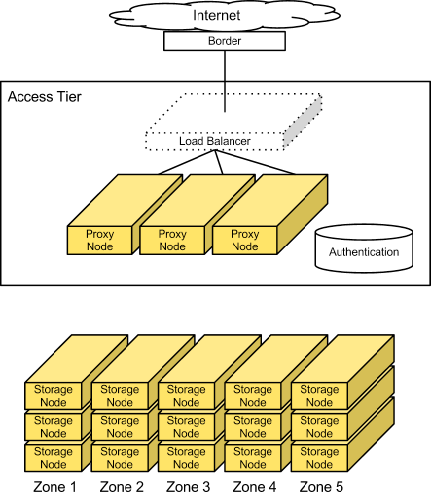 Internet
Border
Access Tier
Load Balancer
Proxy
Node
Proxy
Node
Proxy
Node
Authentication
Storage
Node
Storage
Node
Storage
Node
Storage
Node
Storage
Node
Storage
Node
Storage
Node
Storage
Node
Storage
Node
Storage
Node
Storage
Node
Storage
Node
Storage
Node
Storage
Node
Storage
Node
Zone 1
Zone 2
Zone 3
Zone 4
Zone 5